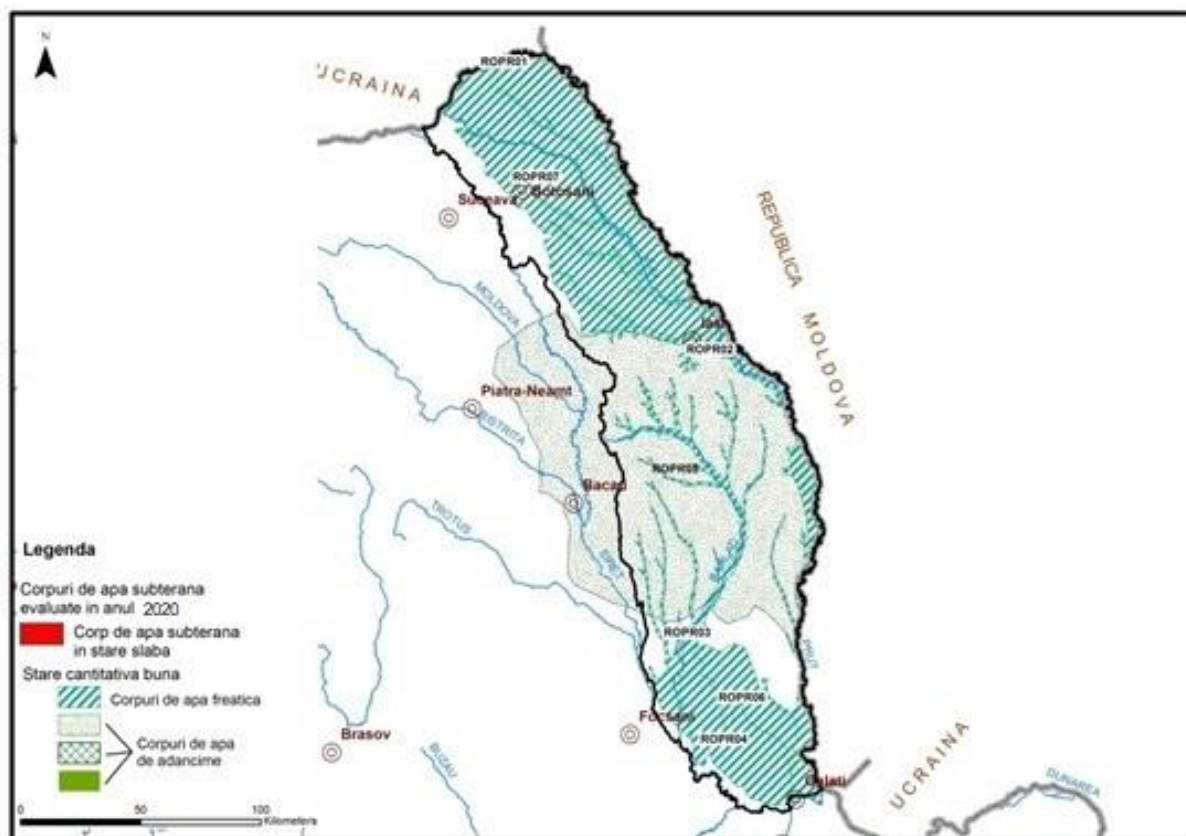 N
ROPR01
UCRAINA
ROPR07
Botosani
Suceava
REPUBLICA MOLDOVA
MOLDOVA
Iasi
ROPR02
Piatra-Neamt
BISTRITA
Bacau
TROTUS
SIRET
ROPR03
PRUT
ROPR06
Focsani
ROPR04
Brasov
BUZAU
Galati
UCRAINA
DUNAREA
Legenda
Corpuri de apa subterana
evaluate in anul 2020
Corp de apa subterana
in stare slaba
Stare cantitativa buna
Corpuri de apa freatica
Corpuri de apa
de adancime
0 50 100
Kilometers